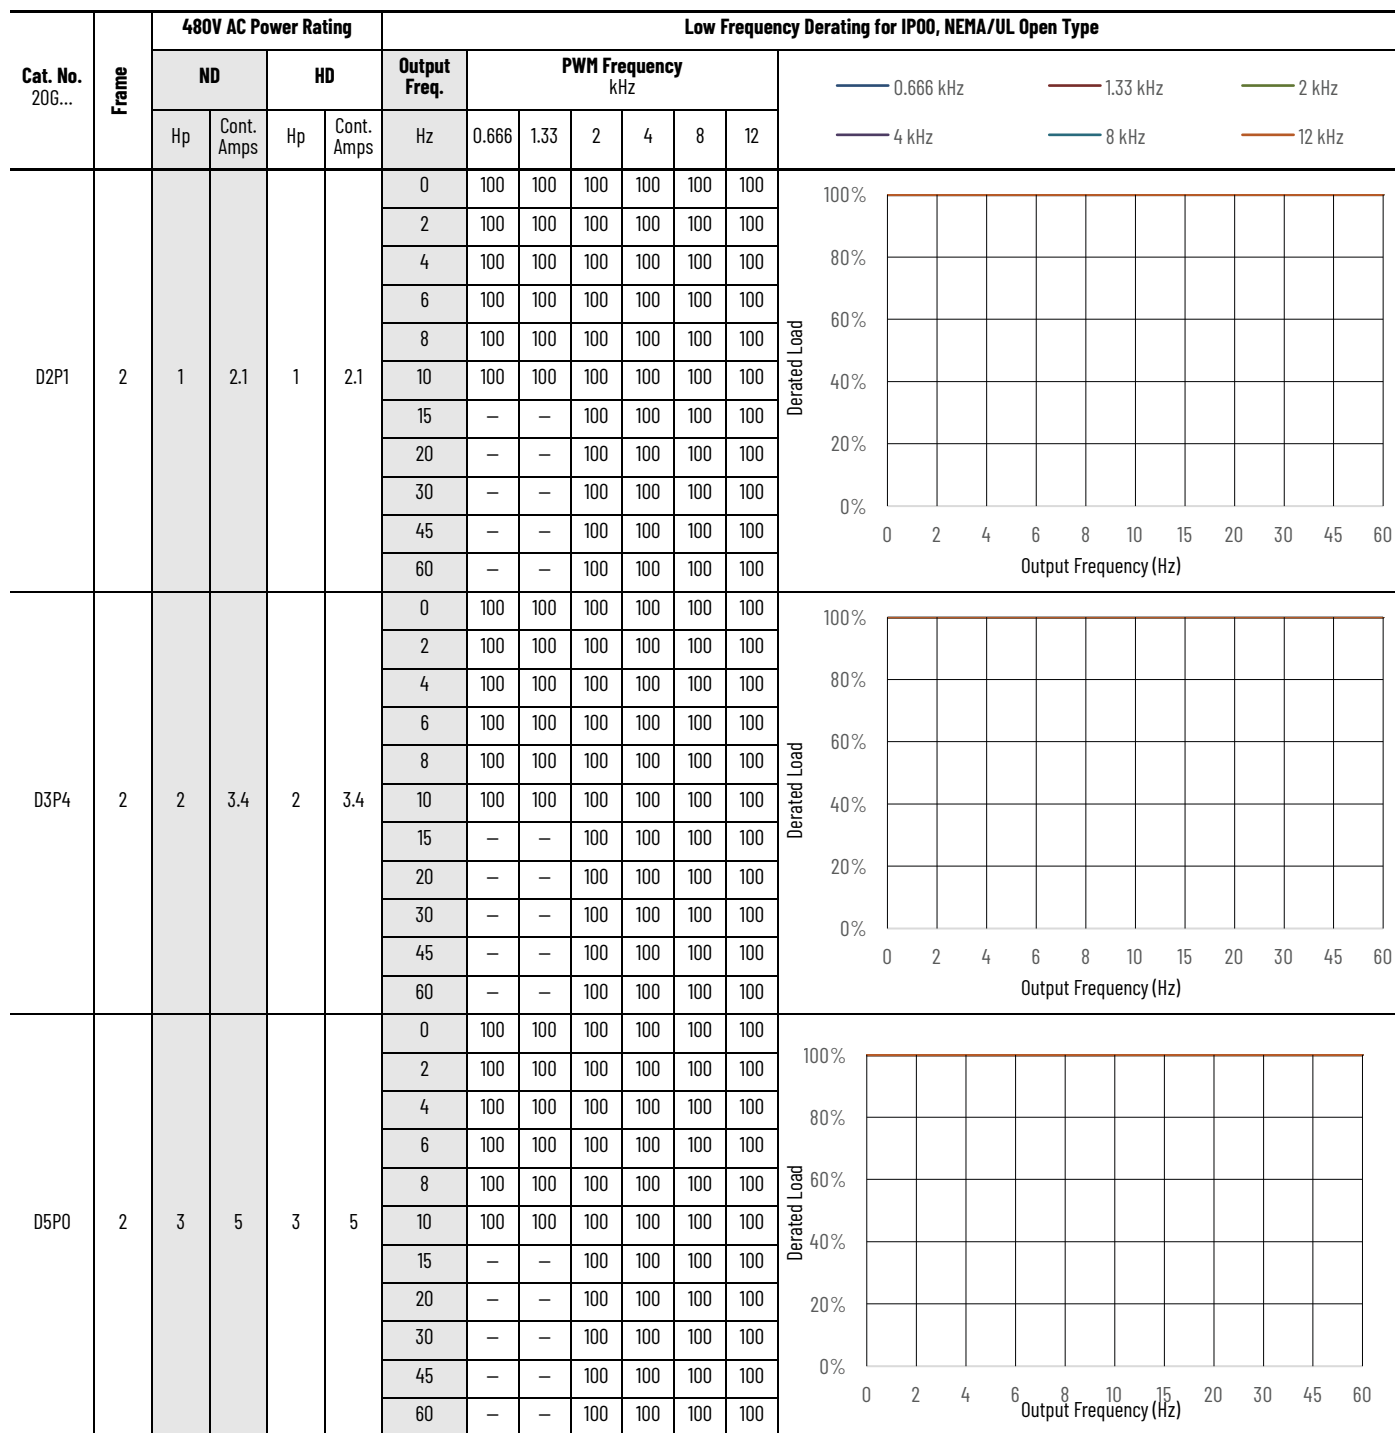 480V AC Power Rating Low Frequency Derating for IP00, NEMA/UL Open Type
Cat. No. Frame ND HD Output PWM Frequency
20G... Freq. kHz
Hp Cont. Amps Hp Cont. Amps Hz 0.666 1.33 2 4 8 12
0.666 kHz 1.33 kHz 2 kHz
4 kHz 8 kHz 12 kHz
D2P1 2 1 2.1 1 2.1
0 100 100 100 100 100 100
2 100 100 100 100 100 100
4 100 100 100 100 100 100
6 100 100 100 100 100 100
8 100 100 100 100 100 100
10 100 100 100 100 100 100
15 – – 100 100 100 100
20 – – 100 100 100 100
30 – – 100 100 100 100
45 – – 100 100 100 100
60 – – 100 100 100 100
Derated Load
100%
80%
60%
40%
20%
0%
0 2 4 6 8 10 15 20 30 45 60
Output Frequency (Hz)
D3P4 2 2 3.4 2 3.4
0 100 100 100 100 100 100
2 100 100 100 100 100 100
4 100 100 100 100 100 100
6 100 100 100 100 100 100
8 100 100 100 100 100 100
10 100 100 100 100 100 100
15 – – 100 100 100 100
20 – – 100 100 100 100
30 – – 100 100 100 100
45 – – 100 100 100 100
60 – – 100 100 100 100
Derated Load
100%
80%
60%
40%
20%
0%
0 2 4 6 8 10 15 20 30 45 60
Output Frequency (Hz)
D5P0 2 3 5 3 5
0 100 100 100 100 100 100
2 100 100 100 100 100 100
4 100 100 100 100 100 100
6 100 100 100 100 100 100
8 100 100 100 100 100 100
10 100 100 100 100 100 100
15 – – 100 100 100 100
20 – – 100 100 100 100
30 – – 100 100 100 100
45 – – 100 100 100 100
60 – – 100 100 100 100
Derated Load
100%
80%
60%
40%
20%
0%
0 2 4 6 8 10 15 20 30 45 60
Output Frequency (Hz)